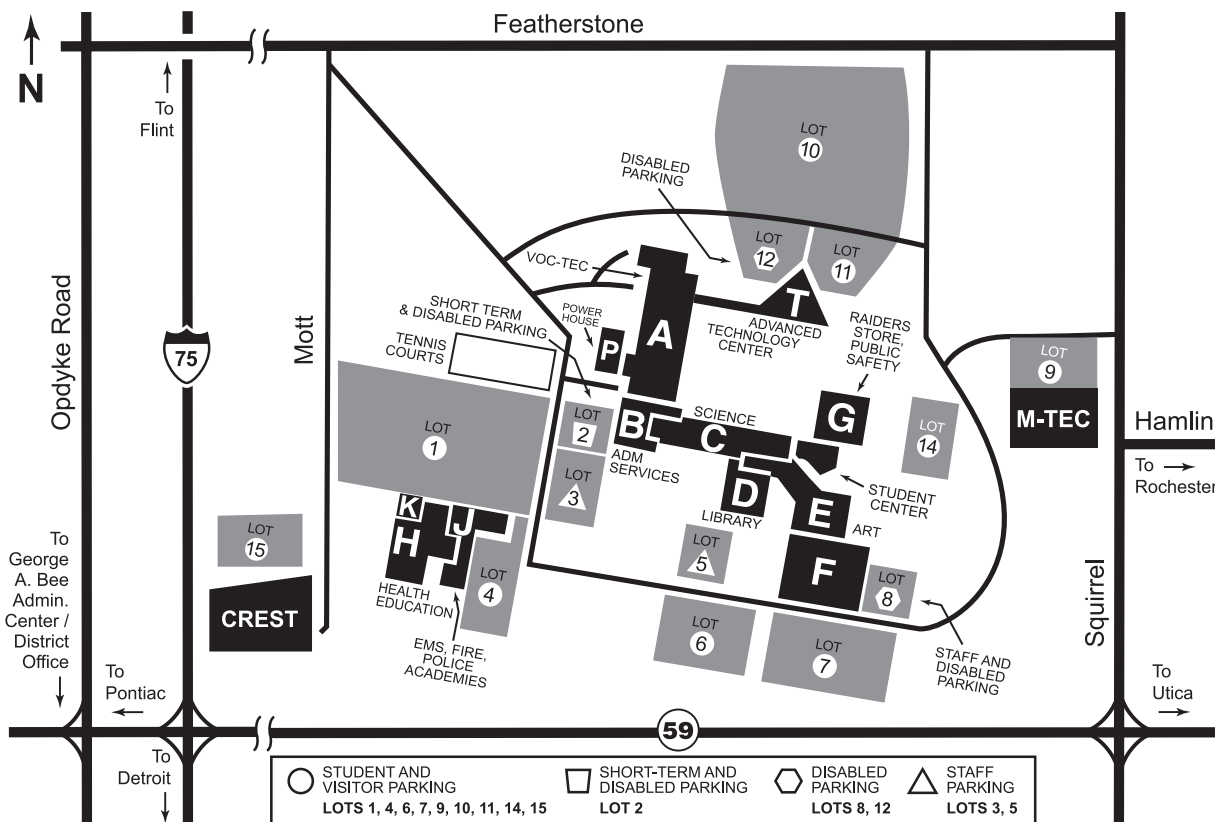 Featherstone
N
To
Flint
Opdyke Road
75
Mott
LOT
10
DISABLED
PARKING
LOT
12
LOT
11
VOC-TEC
SHORT TERM
& DISABLED PARKING
POWER
HOUSE
TENNIS
COURTS
P
A
T
ADVANCED
TECHNOLOGY
CENTER
RAIDERS
STORE,
PUBLIC
SAFETY
LOT
9
M-TEC
Hamlin
To
Rochester
LOT
1
LOT
2
LOT
3
B
ADM
SERVICES
SCIENCE
C
G
LOT
14
STUDENT
CENTER
D
LIBRARY
E
ART
F
LOT
5
LOT
8
K
H
J
LOT
4
HEALTH
EDUCATION
EMS, FIRE,
POLICE
ACADEMIES
LOT
6
LOT
7
STAFF AND
DISABLED
PARKING
LOT
15
CREST
To
George
A. Bee
Admin.
Center /
District
Office
Squirrel
To
Pontiac
To
Utica
59
To
Detroit
STUDENT AND
VISITOR PARKING
LOTS 1, 4, 6, 7, 9, 10, 11, 14, 15
SHORT-TERM AND
DISABLED PARKING
LOT 2
DISABLED
PARKING
LOTS 8, 12
STAFF
PARKING
LOTS 3, 5